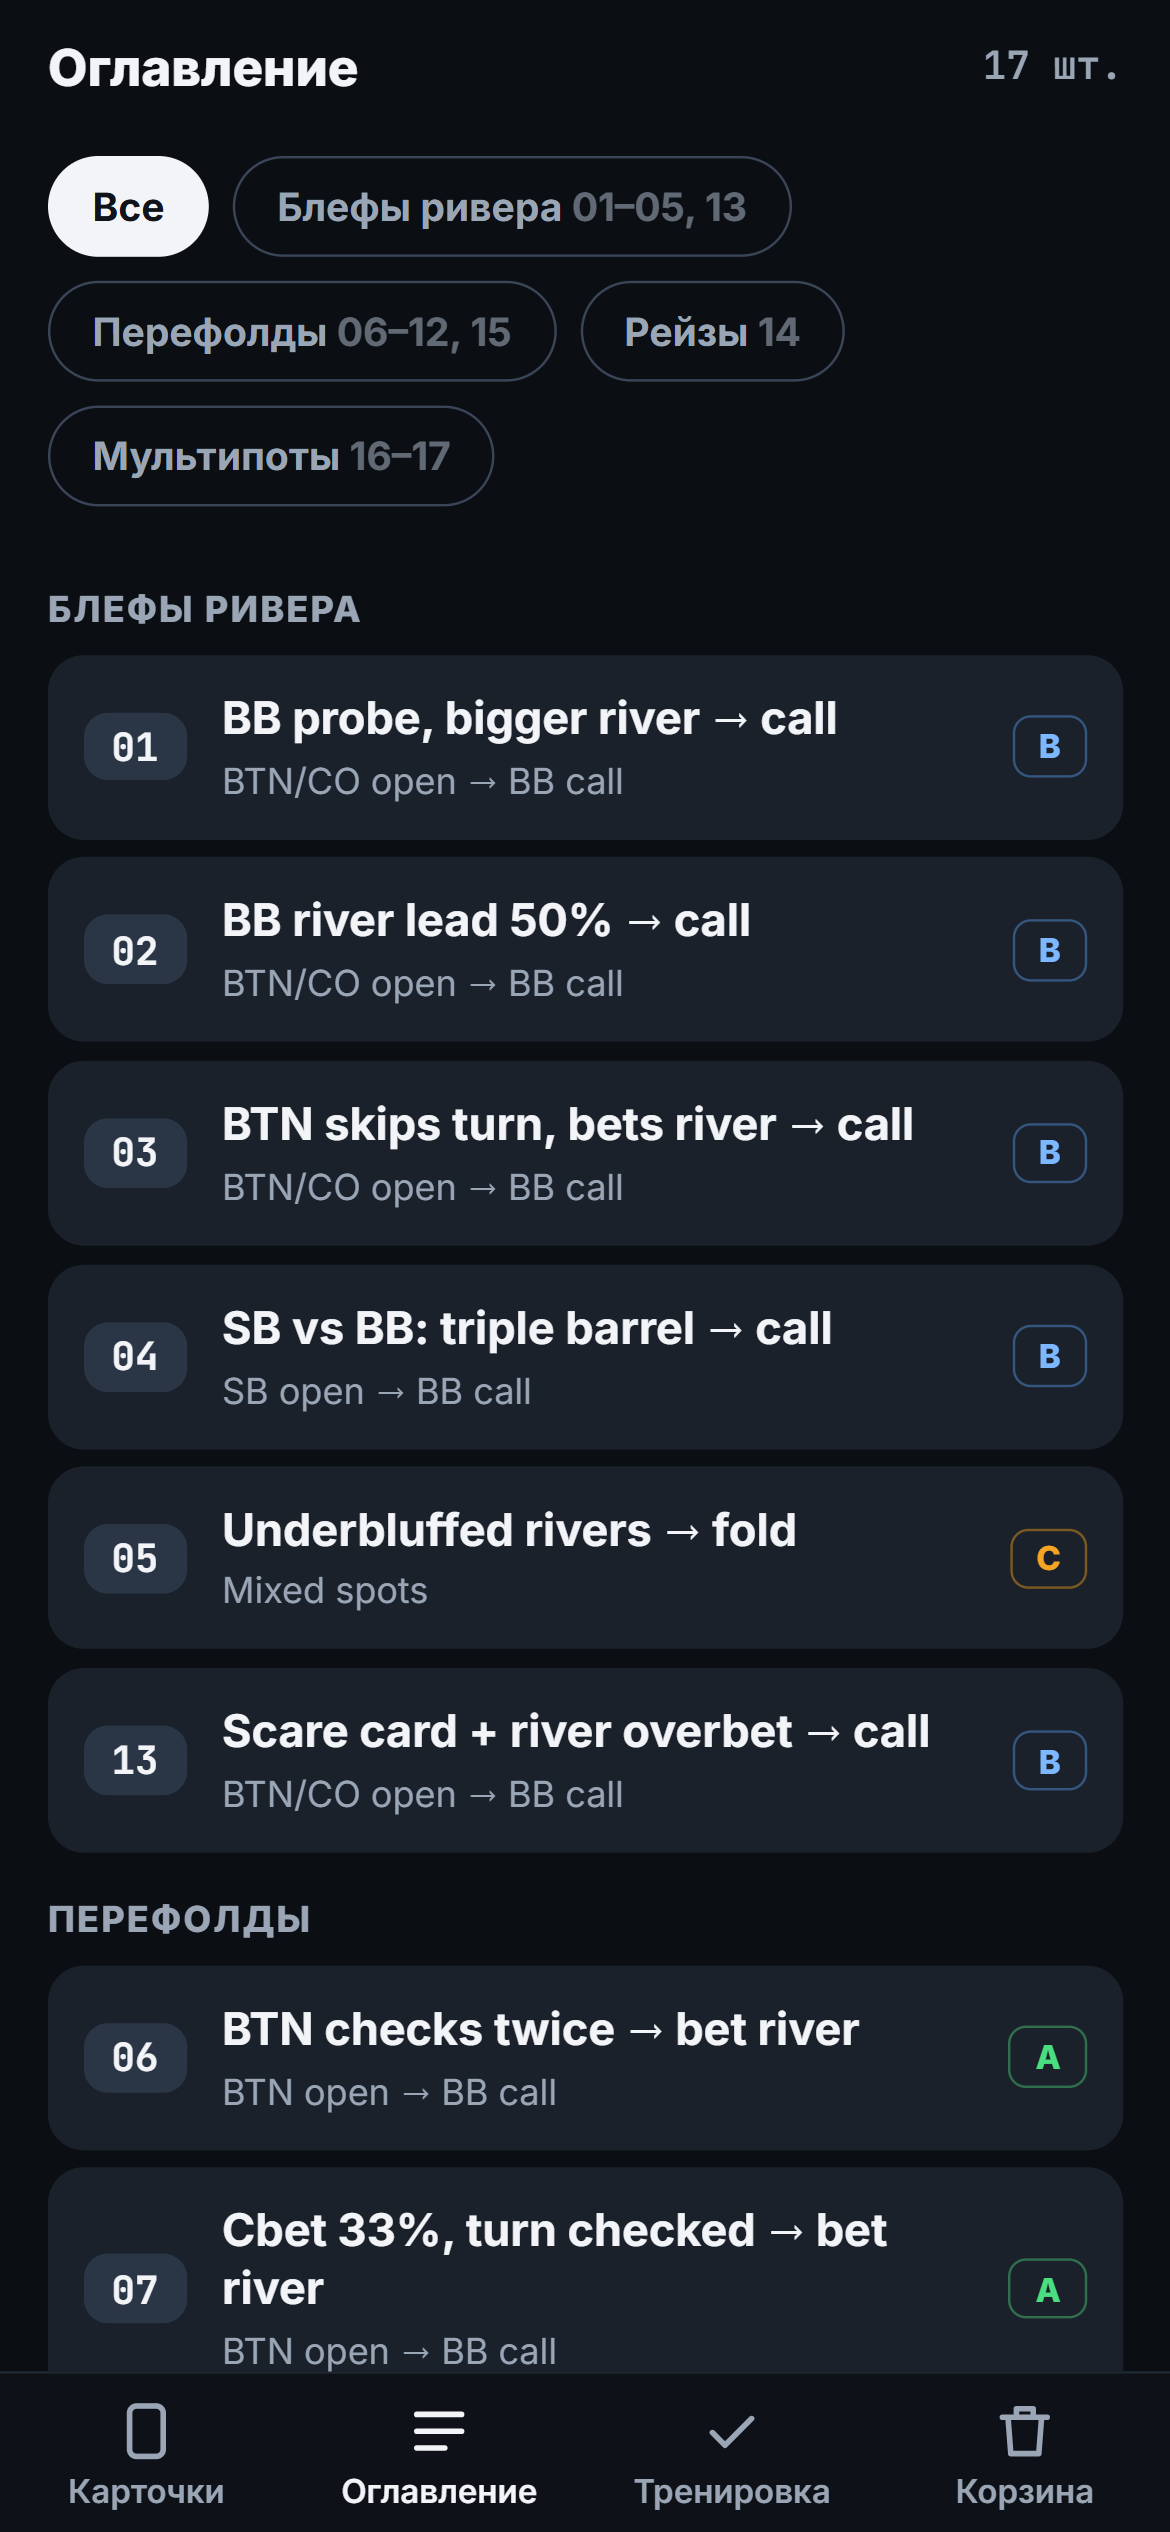 Оглавление
17 шт.
Все
Блефы ривера 01–05, 13
Перефолды 06–12, 15
Рейзы 14
Мультипоты 16–17
БЛЕФЫ РИВЕРА
01
BB probe, bigger river → call
BTN/CO open → BB call
B
02
BB river lead 50% → call
BTN/CO open → BB call
B
03
BTN skips turn, bets river → call
BTN/CO open → BB call
B
04
SB vs BB: triple barrel → call
SB open → BB call
B
05
Underbluffed rivers → fold
Mixed spots
C
13
Scare card + river overbet → call
BTN/CO open → BB call
B
ПЕРЕФОЛДЫ
06
BTN checks twice → bet river
BTN open → BB call
A
07
Cbet 33%, turn checked → bet
river
BTN open → BB call
A
Карточки
Оглавление
Тренировка
Корзина